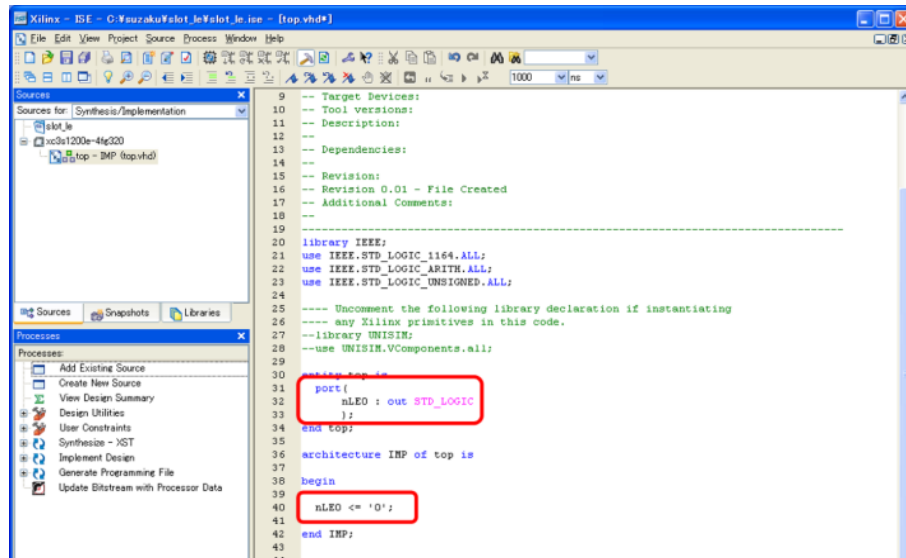 Xilinx - ISE - C:¥suzaku¥slot_le¥slot_le.ise - [top.vhd*]
File Edit View Project Source Process Window Help
1000 ns
Sources
Sources for: Synthesis/Implementation
slot_le
xc3s1200e-4fg320
top - IMP (top.vhd)
Sources Snapshots Libraries
Processes
Processes:
Add Existing Source
Create New Source
View Design Summary
Design Utilities
User Constraints
Synthesize - XST
Implement Design
Generate Programming File
Update Bitstream with Processor Data
9 -- Target Devices:
10 -- Tool versions:
11 -- Description:
12 --
13 -- Dependencies:
14 --
15 -- Revision:
16 -- Revision 0.01 - File Created
17 -- Additional Comments:
18 --
19 ----------------------------------------------------------------------------------
20 library IEEE;
21 use IEEE.STD_LOGIC_1164.ALL;
22 use IEEE.STD_LOGIC_ARITH.ALL;
23 use IEEE.STD_LOGIC_UNSIGNED.ALL;
24
25 ---- Uncomment the following library declaration if instantiating
26 ---- any Xilinx primitives in this code.
27 --library UNISIM;
28 --use UNISIM.VComponents.all;
29
30 entity top is
31 port(
32 nLE0 : out STD_LOGIC
33 );
34 end top;
35
36 architecture IMP of top is
37
38 begin
39
40 nLE0 <= '0';
41
42 end IMP;
43